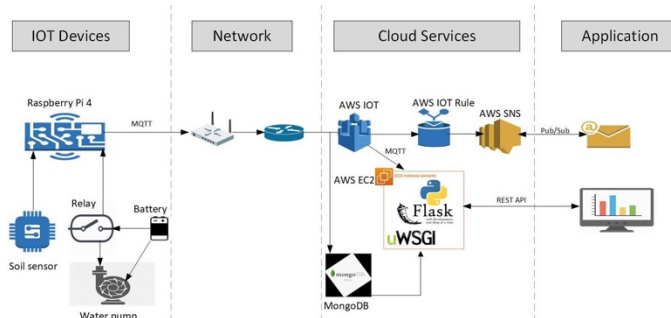 IOT Devices
Network
Cloud Services
Application
Raspberry Pi 4
MQTT
AWS IOT
AWS IOT Rule
AWS SNS
Pub/Sub
MQTT
AWS EC2
Relay
Battery
Flask
REST API
uWSGI
Soil sensor
mongoDB
MongoDB
Water pump